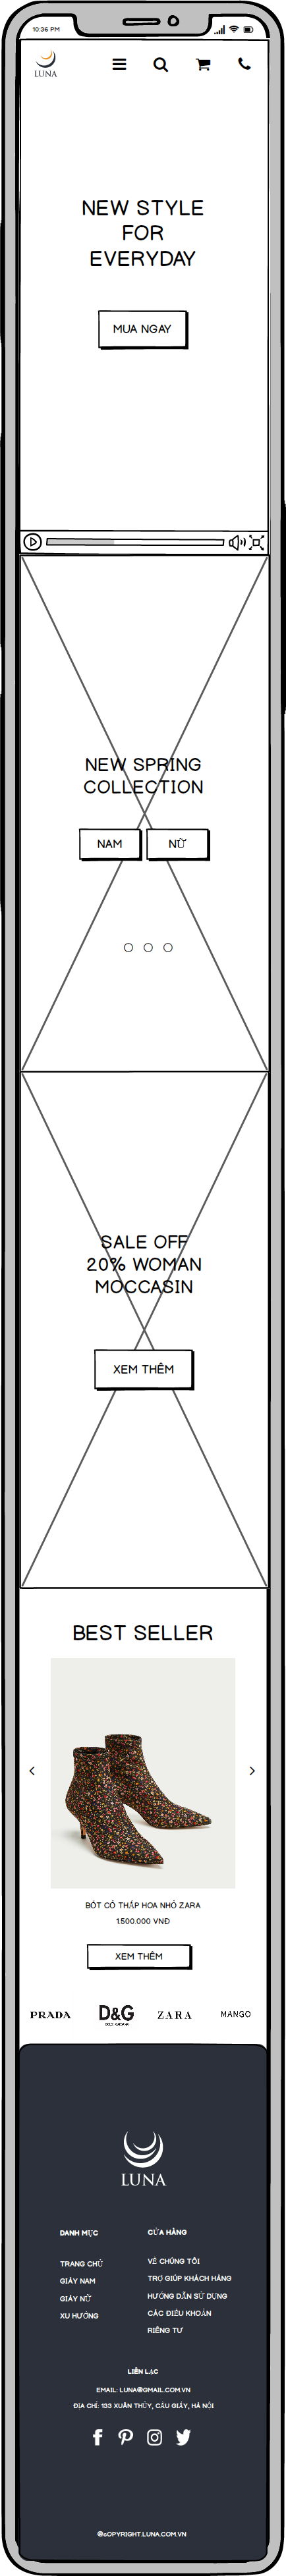 10:36 PM
LUNA
NEW STYLE
FOR
EVERYDAY
MUA NGAY
NEW SPRING
COLLECTION
NAM
NỮ
SALE OFF
20% WOMAN
MOCCASIN
XEM THÊM
BEST SELLER
BỐT CỔ THẤP HOA NHỎ ZARA
1.500.000 VNĐ
XEM THÊM
PRADA
D&G
ZARA
MANGO
LUNA
DANH MỤC
TRANG CHỦ
GIÀY NAM
GIÀY NỮ
XU HƯỚNG
CỬA HÀNG
VỀ CHÚNG TÔI
TRỢ GIÚP KHÁCH HÀNG
HƯỚNG DẪN SỬ DỤNG
CÁC ĐIỀU KHOẢN
RIÊNG TƯ
LIÊN LẠC
EMAIL: LUNA@GMAIL.COM.VN
ĐỊA CHỈ: 133 XUÂN THỦY, CẦU GIẤY, HÀ NỘI
@cOPYRIGHT.LUNA.COM.VN